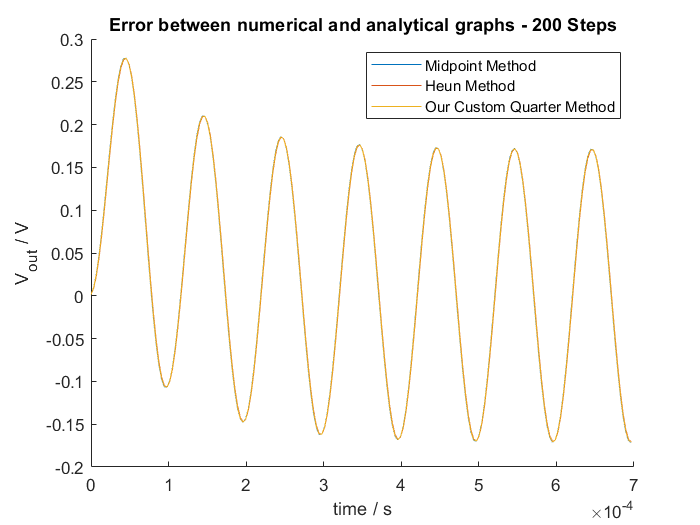 Error between numerical and analytical graphs - 200 Steps
Midpoint Method
Heun Method
Our Custom Quarter Method
V_out / V
0.3
0.25
0.2
0.15
0.1
0.05
0
-0.05
-0.1
-0.15
-0.2
0 1 2 3 4 5 6 7
time / s
×10^-4